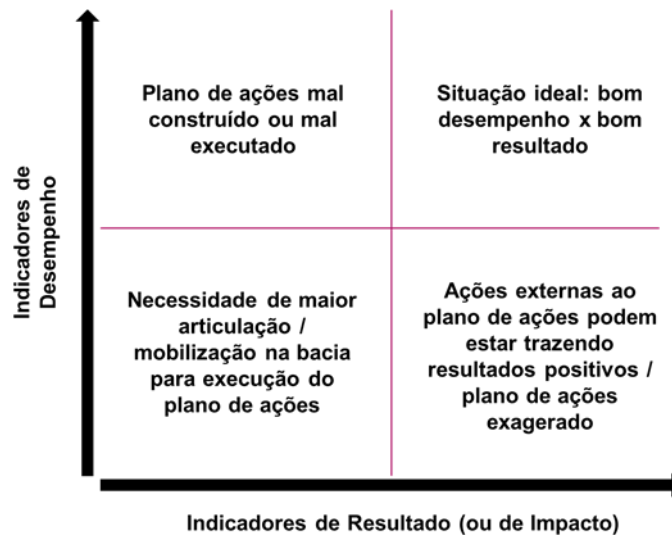 Indicadores de
Desempenho
Plano de ações mal
construído ou mal
executado
Situação ideal: bom
desempenho x bom
resultado
Necessidade de maior
articulação /
mobilização na bacia
para execução do
plano de ações
Ações externas ao
plano de ações podem
estar trazendo
resultados positivos /
plano de ações
exagerado
Indicadores de Resultado (ou de Impacto)